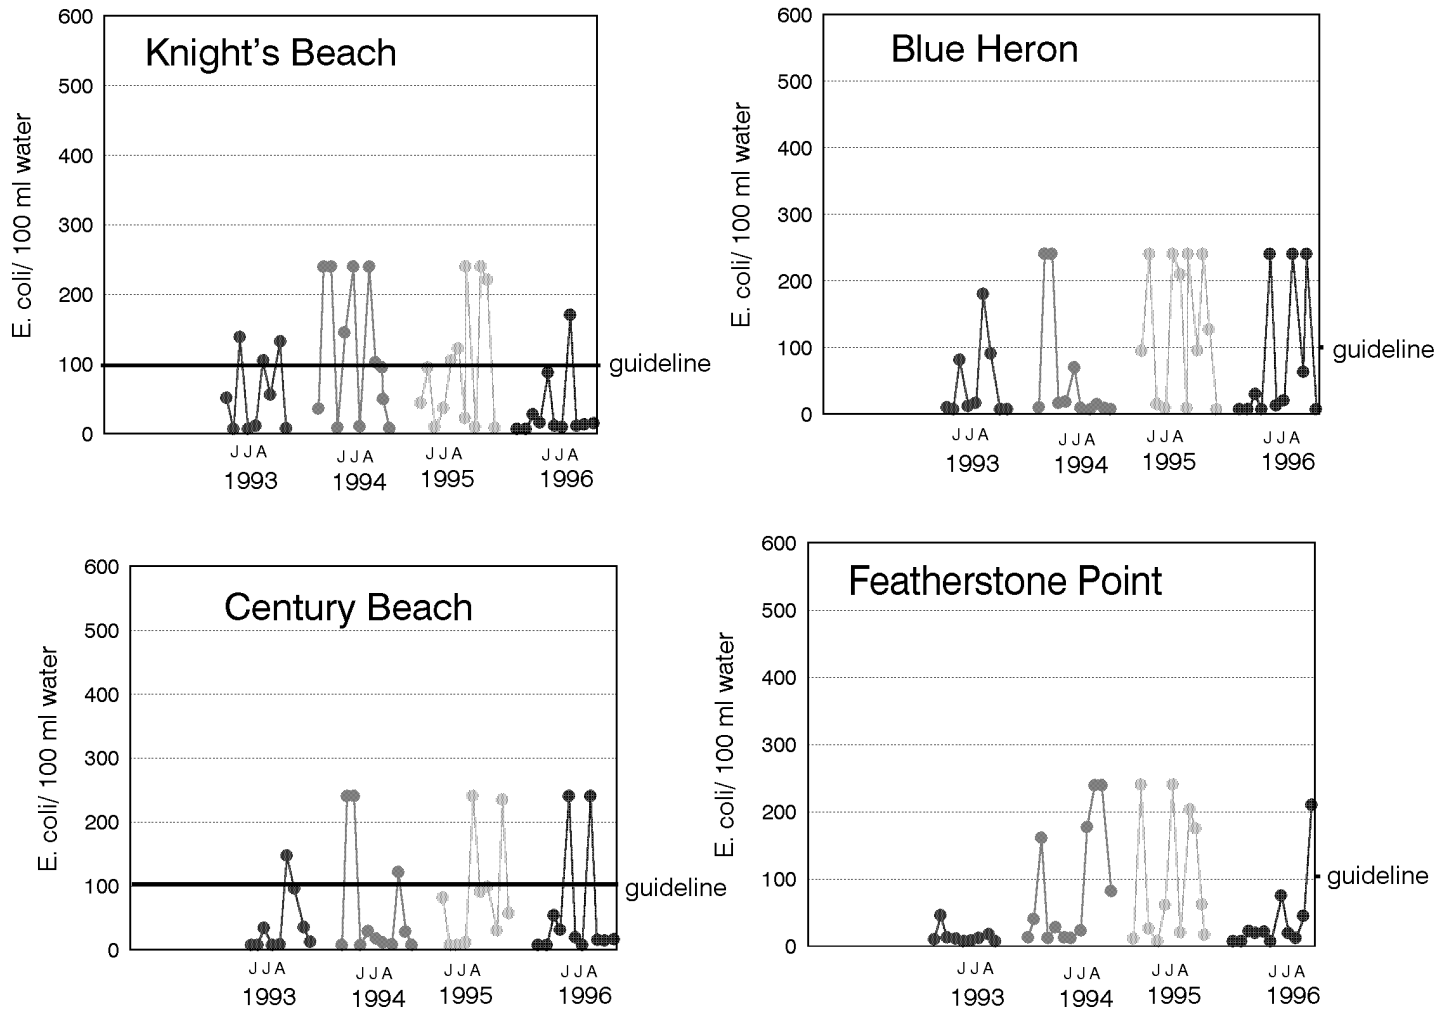 Knight's Beach
600
500
400
300
200
100
0
E. coli/ 100 ml water
guideline
J J A
1993
J J A
1994
J J A
1995
J J A
1996
Blue Heron
600
500
400
300
200
100
0
E. coli/ 100 ml water
guideline
J J A
1993
J J A
1994
J J A
1995
J J A
1996
Century Beach
600
500
400
300
200
100
0
E. coli/ 100 ml water
guideline
J J A
1993
J J A
1994
J J A
1995
J J A
1996
Featherstone Point
600
500
400
300
200
100
0
E. coli/ 100 ml water
guideline
J J A
1993
J J A
1994
J J A
1995
J J A
1996